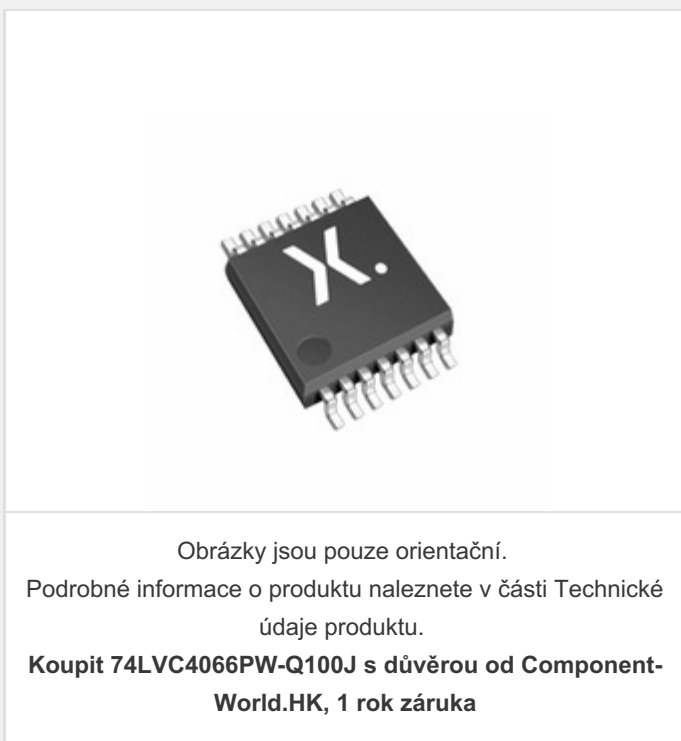 Obrázky jsou pouze orientační.
Podrobné informace o produktu naleznete v části Technické
údaje produktu.
Koupit 74LVC4066PW-Q100J s důvěrou od Component-
World.HK, 1 rok záruka